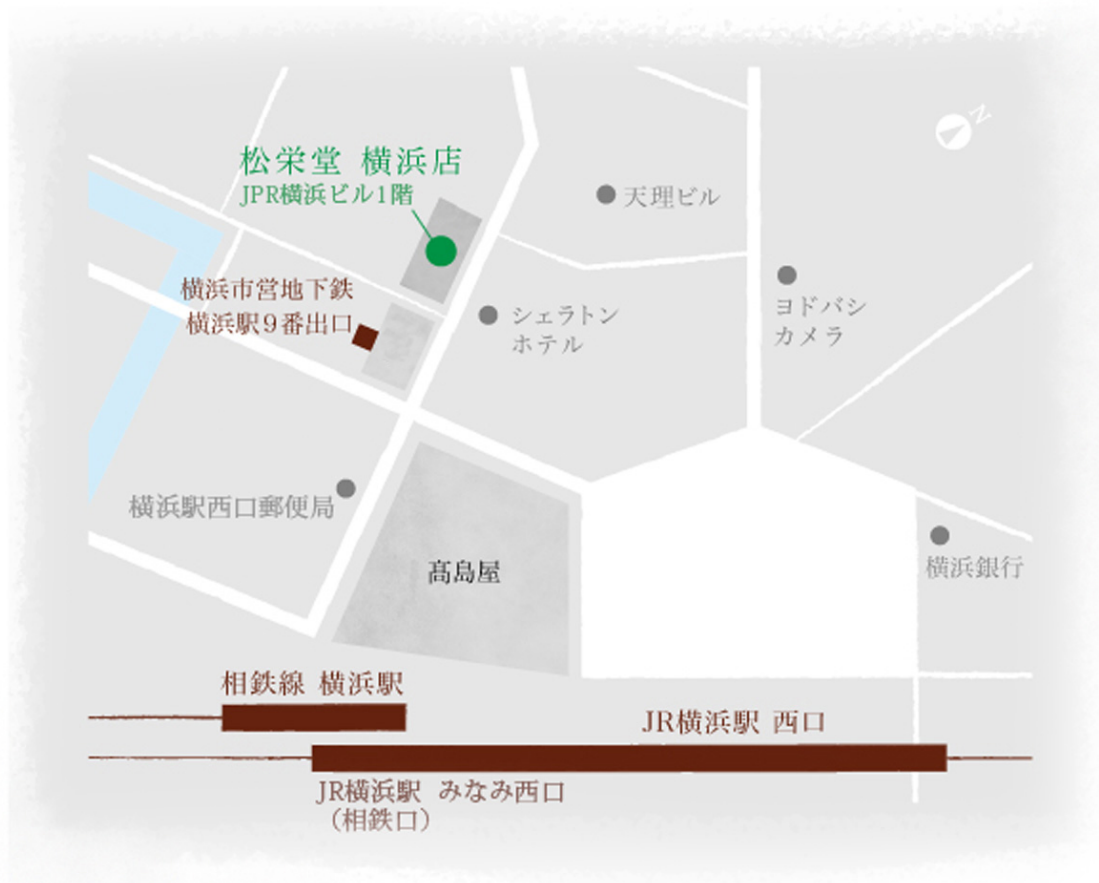 N
松栄堂 横浜店
JPR横浜ビル1階
天理ビル
横浜市営地下鉄
横浜駅9番出口
シェラトン
ホテル
ヨドバシ
カメラ
横浜駅西口郵便局
髙島屋
横浜銀行
相鉄線 横浜駅
JR横浜駅 西口
JR横浜駅 みなみ西口
（相鉄口）